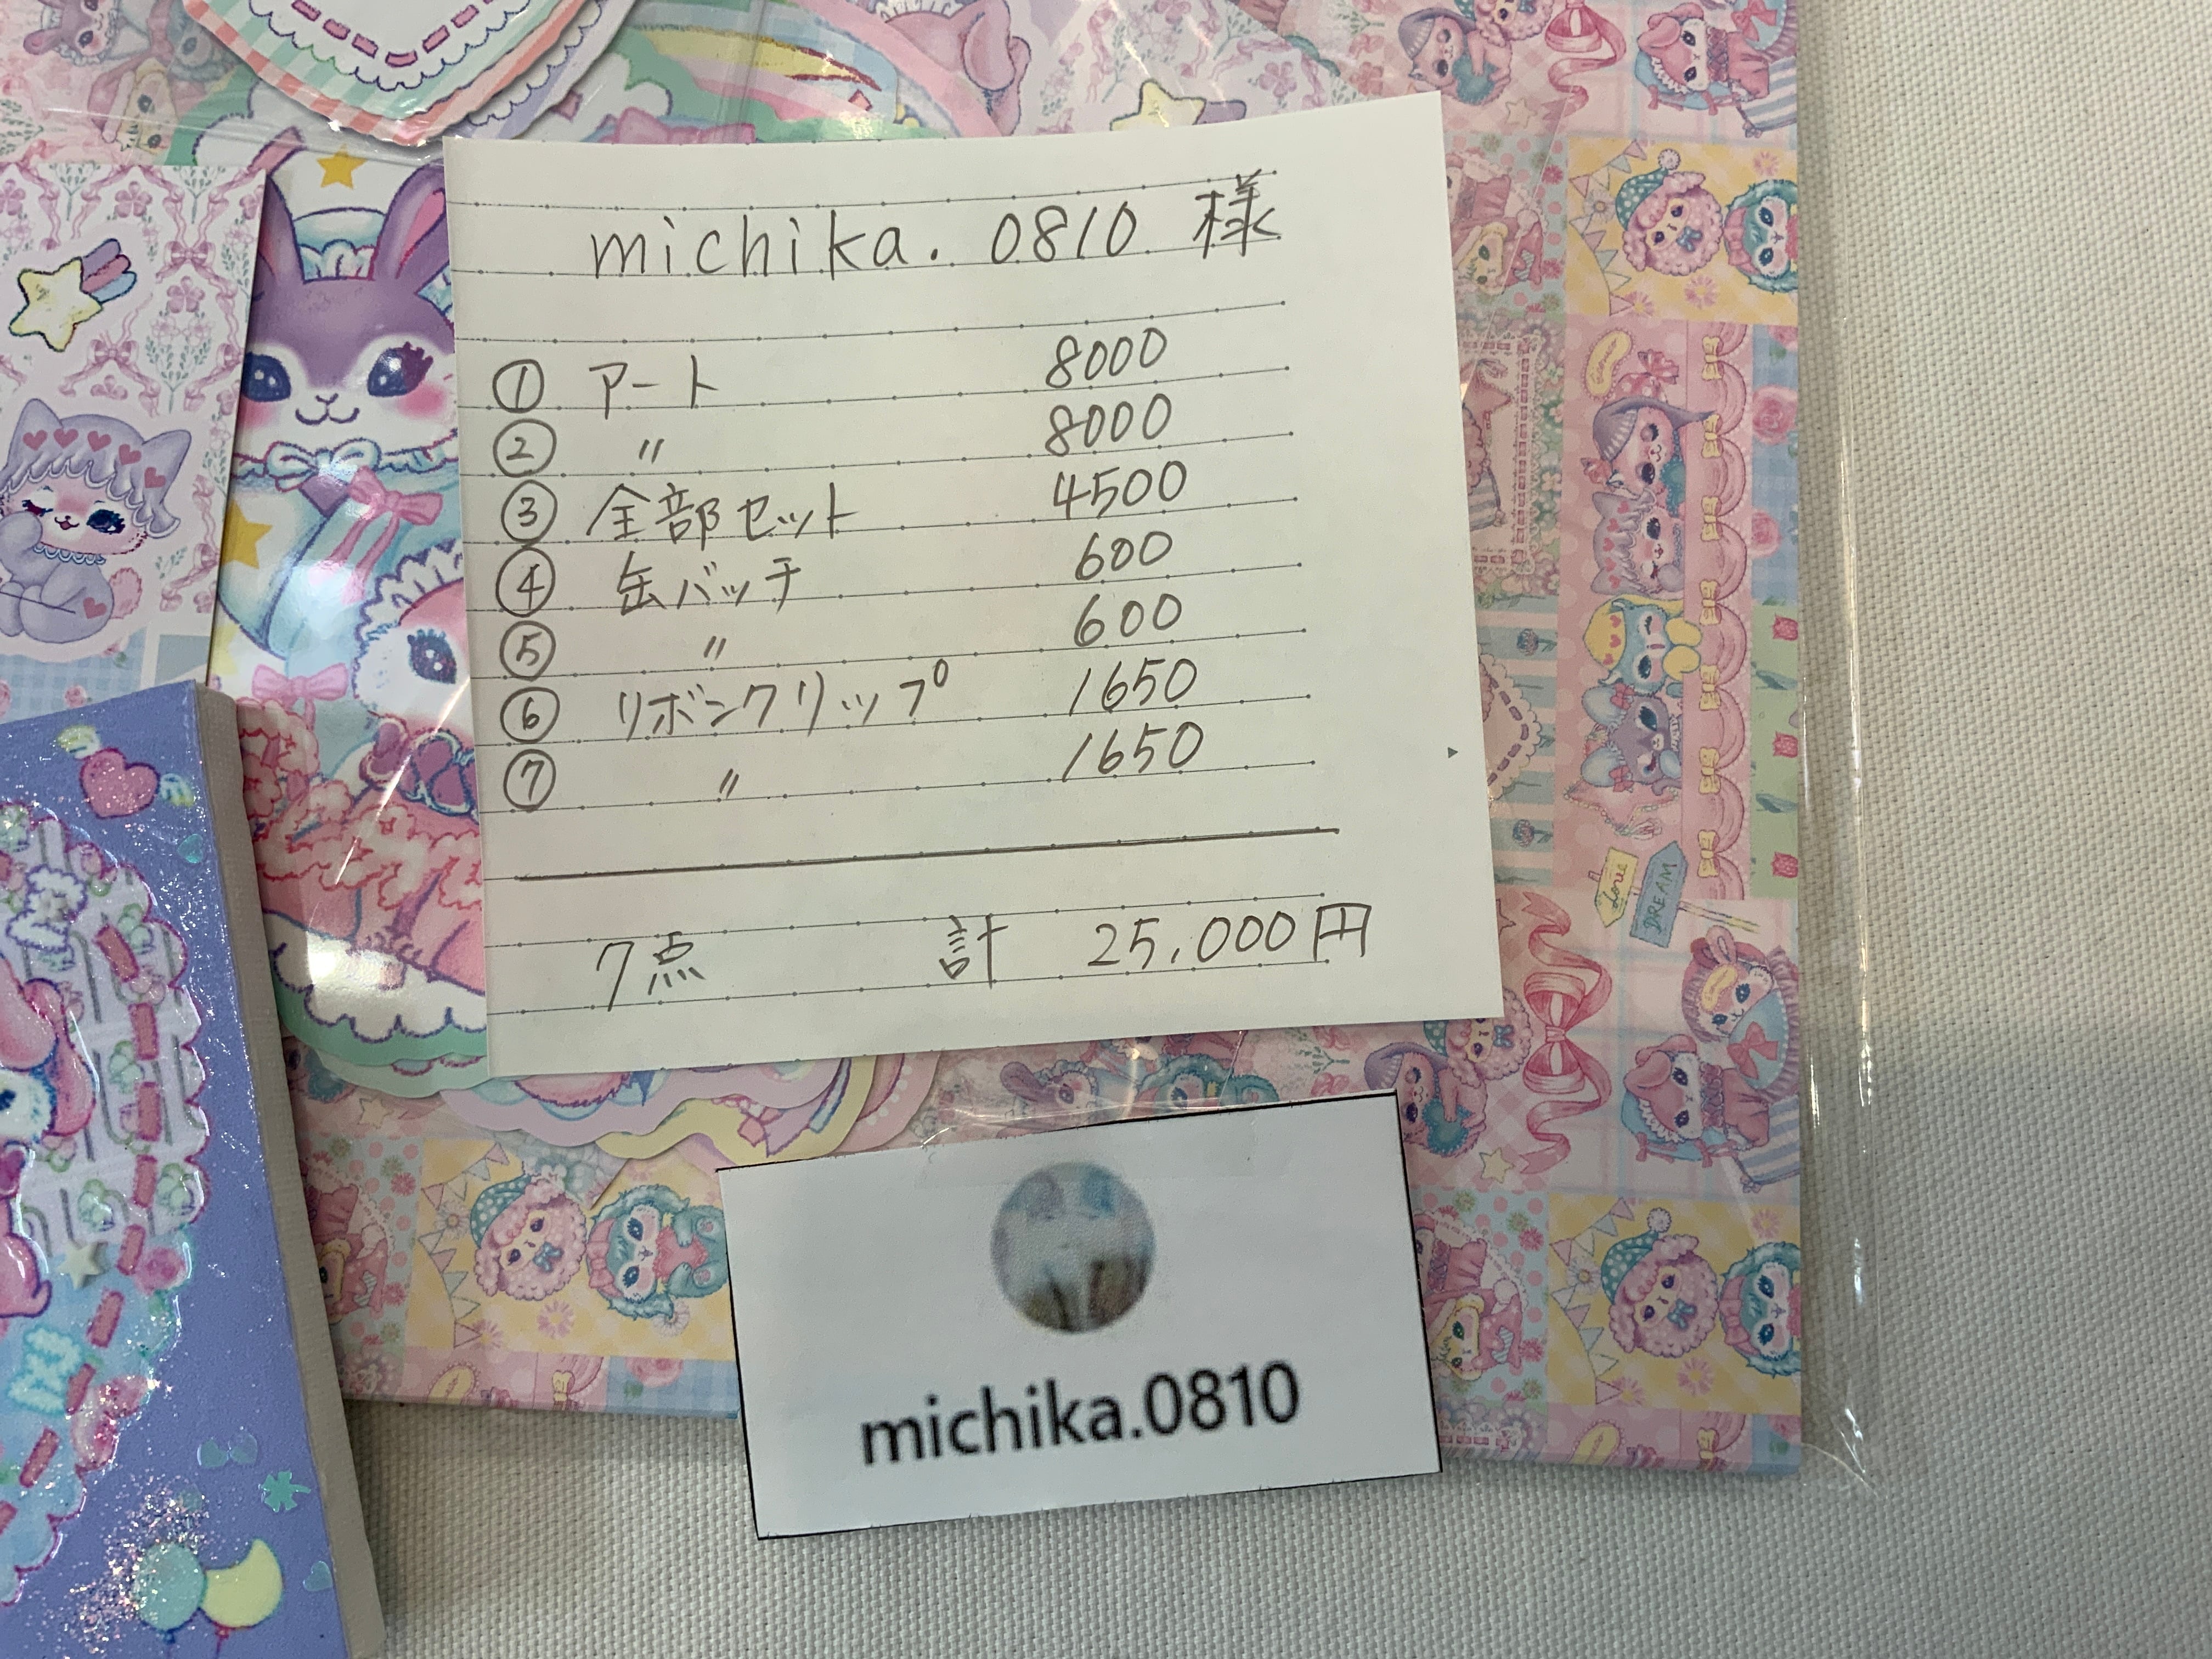 michika. 0810 様
① アート 8000
② 〃 8000
③ 全部セット 4500
④ 缶バッチ 600
⑤ 〃 600
⑥ リボンクリップ 1650
⑦ 〃 1650
7点 計 25,000円
Love
DREAM
michika.0810